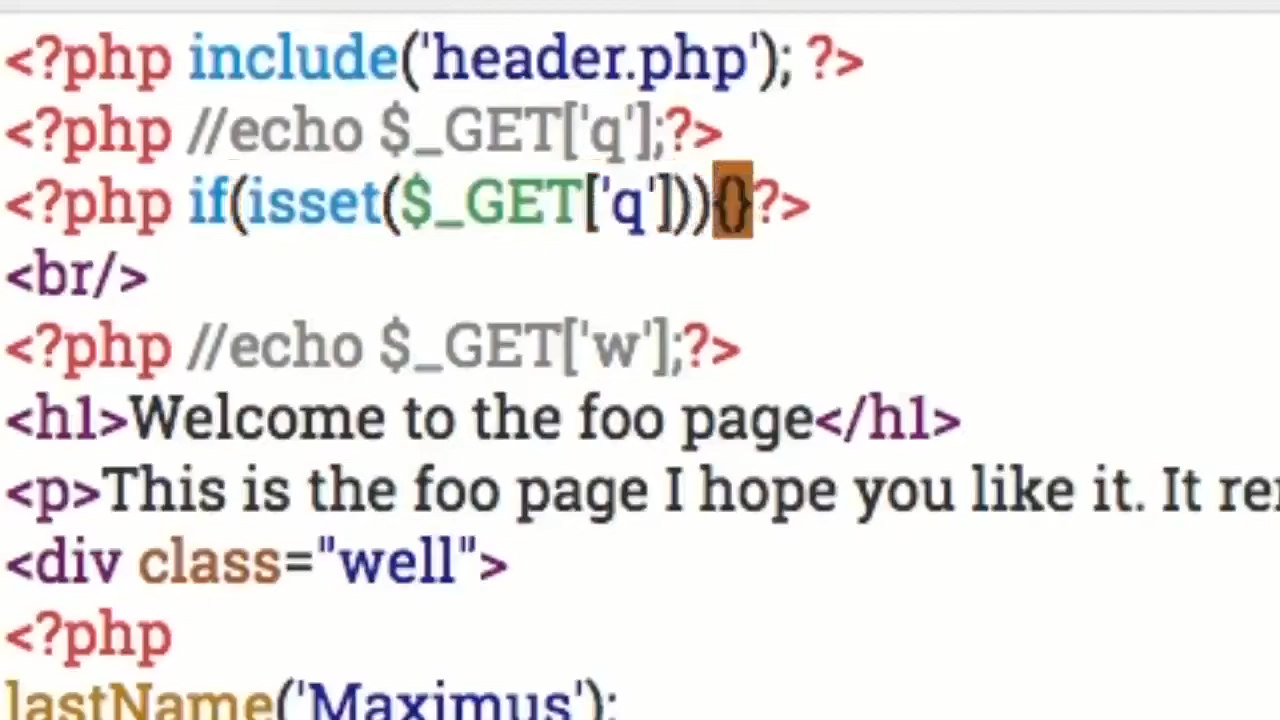 <?php include('header.php'); ?>
<?php //echo $_GET['q'];?>
<?php if(isset($_GET['q'])){}?>
<br/>
<?php //echo $_GET['w'];?>
<h1>Welcome to the foo page</h1>
<p>This is the foo page I hope you like it. It
<div class="well">
<?php
lastName('Maximus');